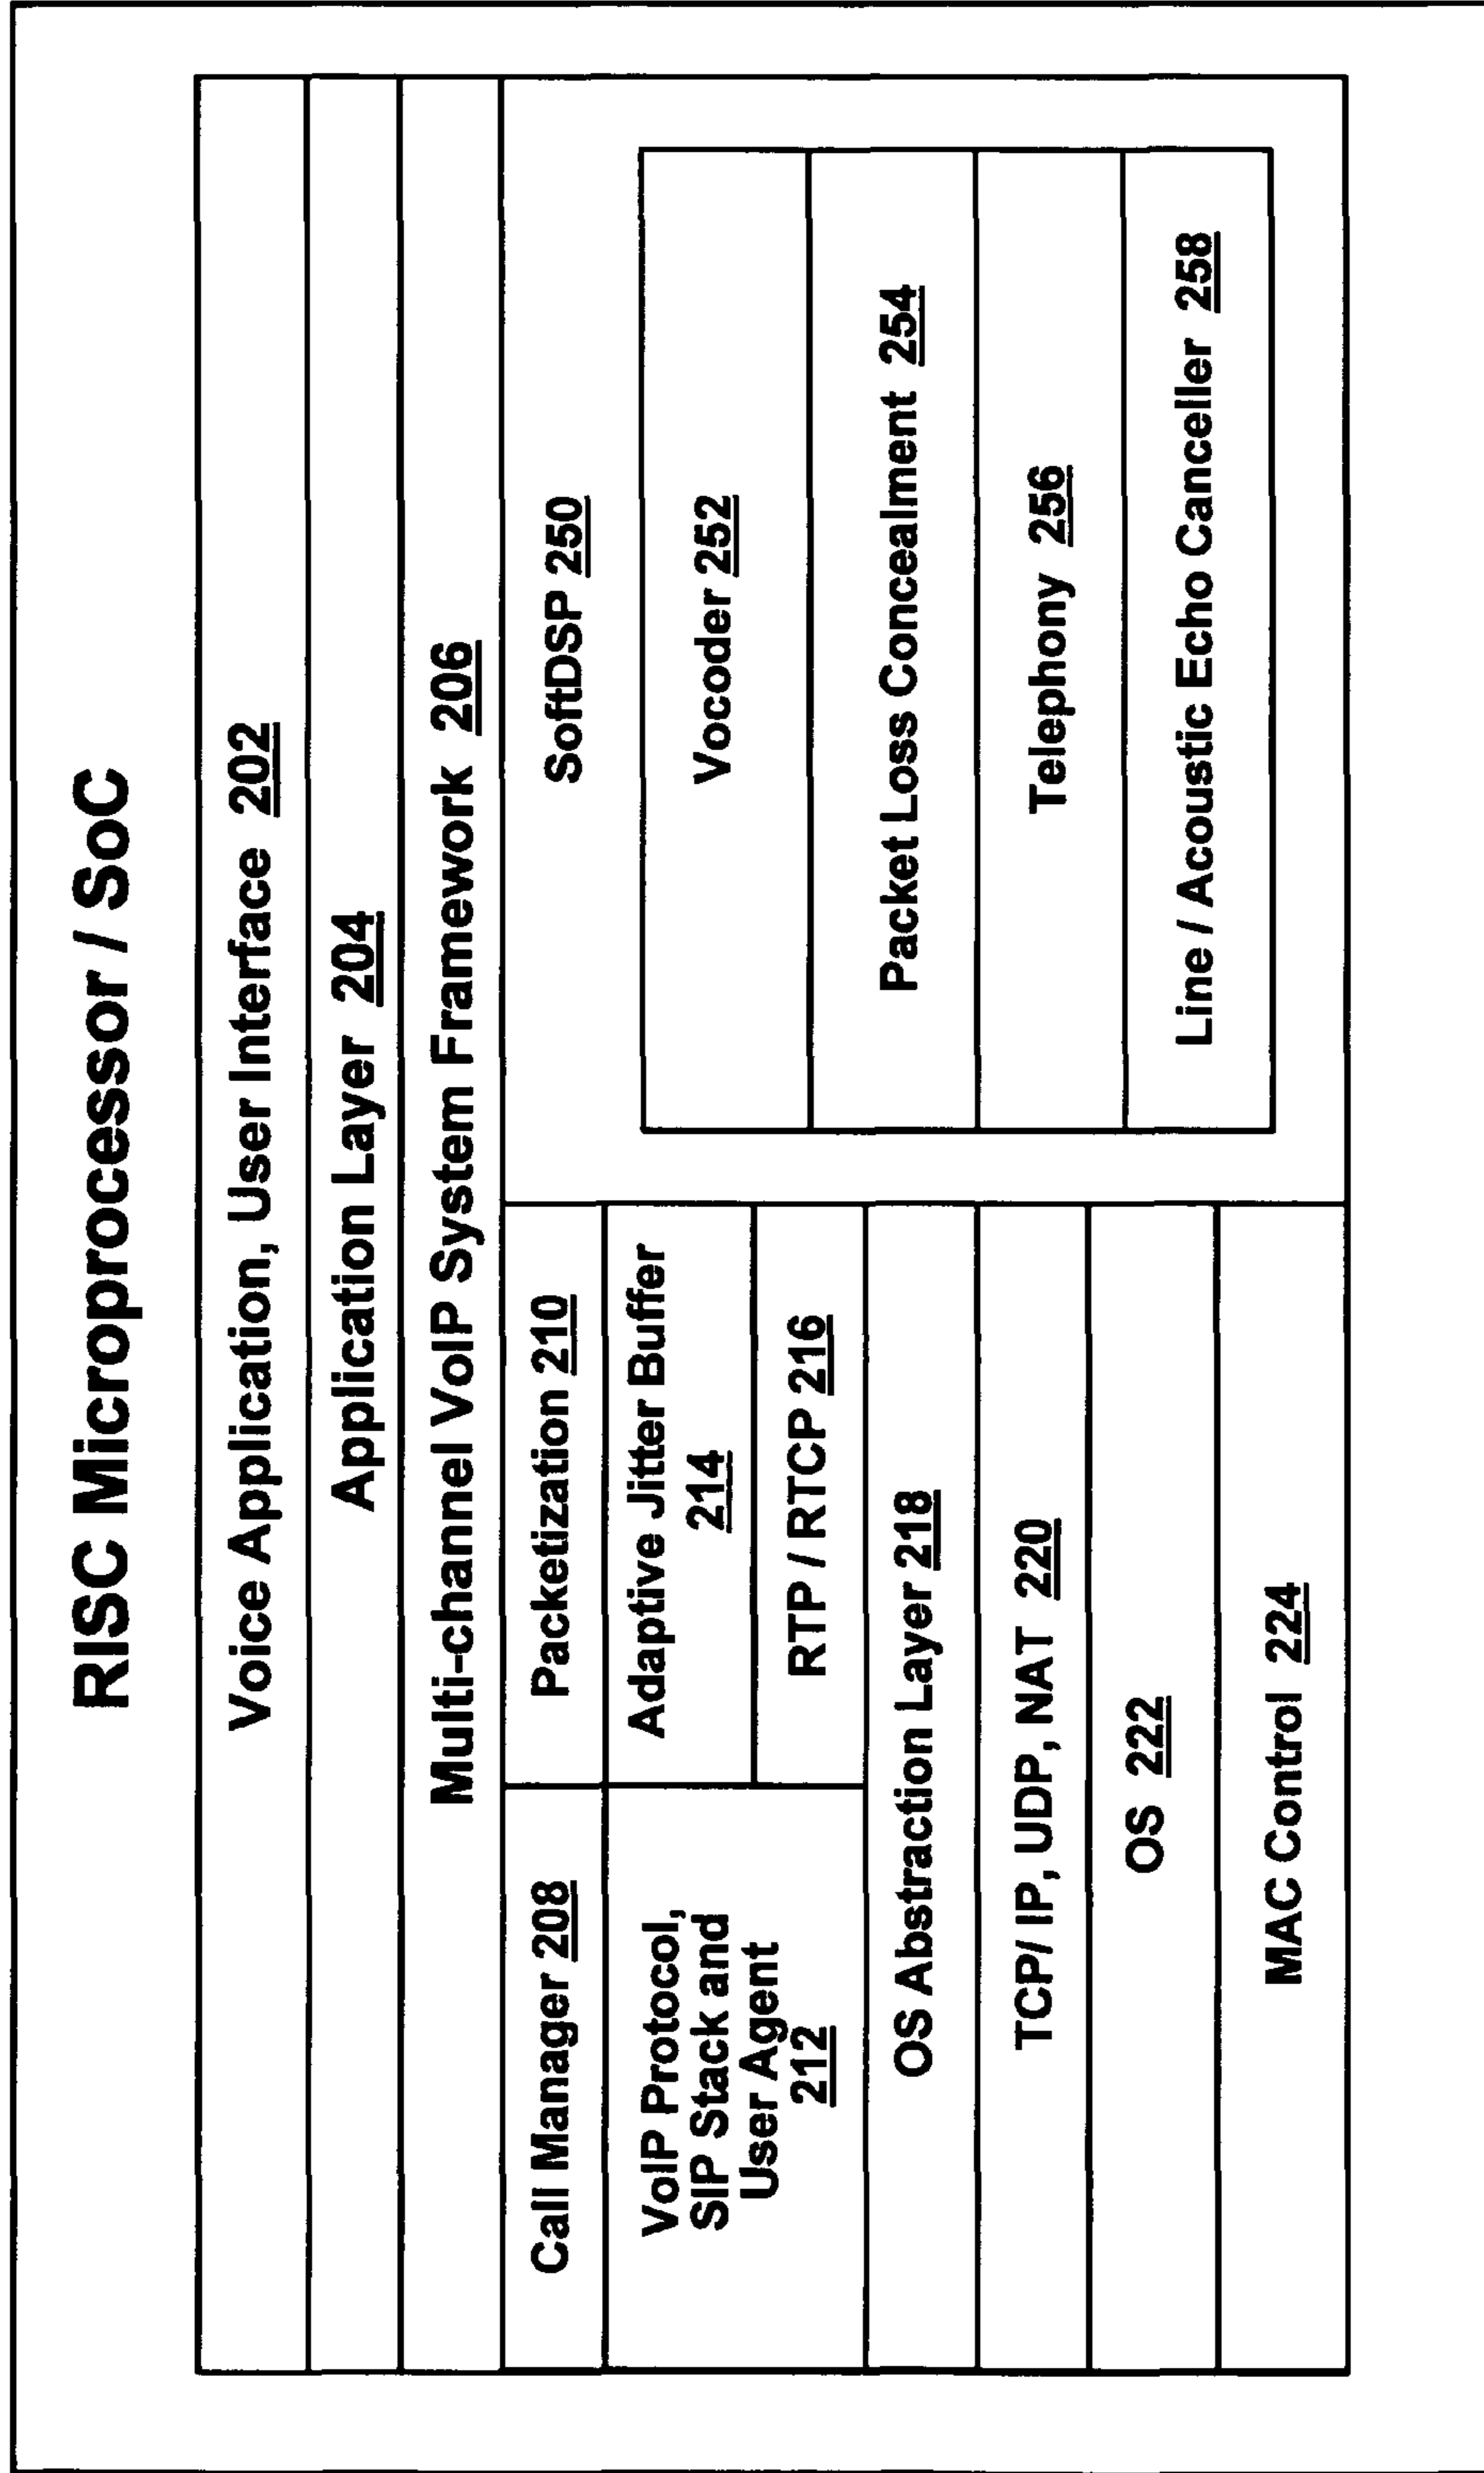 RISC Microprocessor / SoC
Voice Application, User Interface 202
Application Layer 204
Multi-channel VoIP System Framework 206
Call Manager 208
Packetization 210
VoIP Protocol,
SIP Stack and
User Agent
212
Adaptive Jitter Buffer
214
RTP / RTCP 216
OS Abstraction Layer 218
TCP/ IP, UDP, NAT 220
OS 222
MAC Control 224
SoftDSP 250
Vocoder 252
Packet Loss Concealment 254
Telephony 256
Line / Acoustic Echo Canceller 258